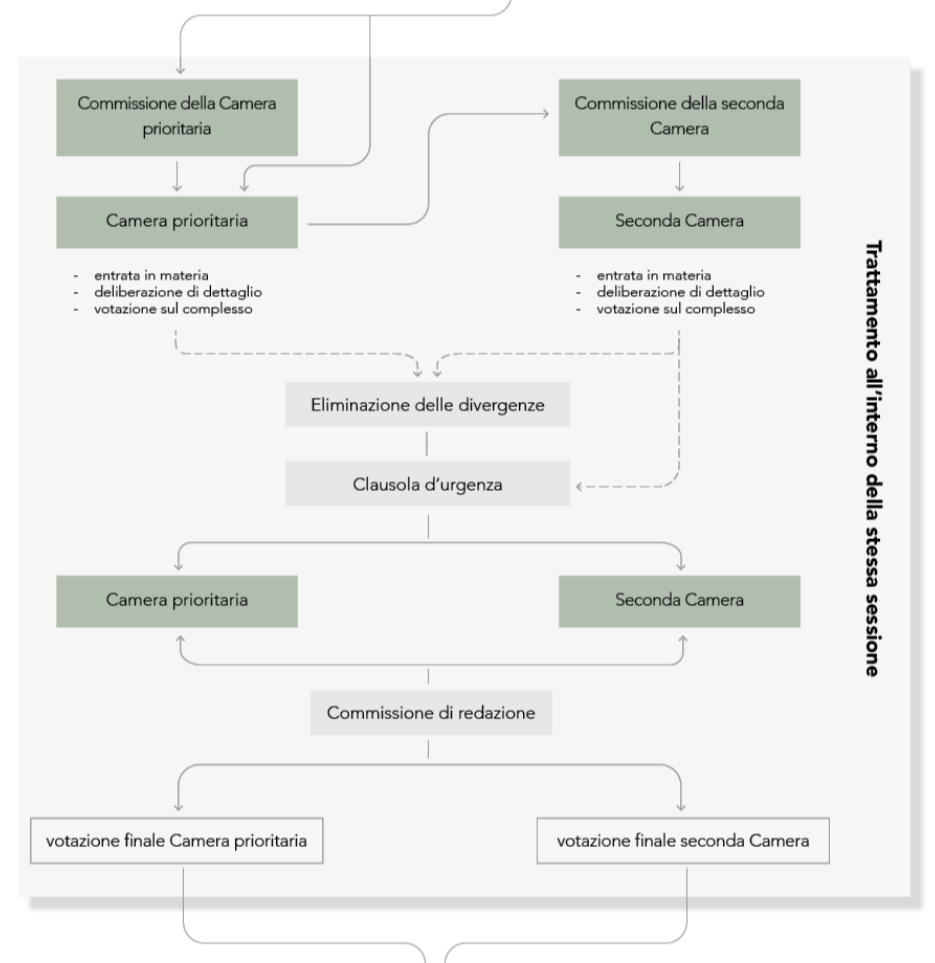 Commissione della Camera
prioritaria
Commissione della seconda
Camera
Camera prioritaria
Seconda Camera
- entrata in materia
- deliberazione di dettaglio
- votazione sul complesso
- entrata in materia
- deliberazione di dettaglio
- votazione sul complesso
Eliminazione delle divergenze
Clausola d’urgenza
Camera prioritaria
Seconda Camera
Commissione di redazione
votazione finale Camera prioritaria
votazione finale seconda Camera
Trattamento all’interno della stessa sessione